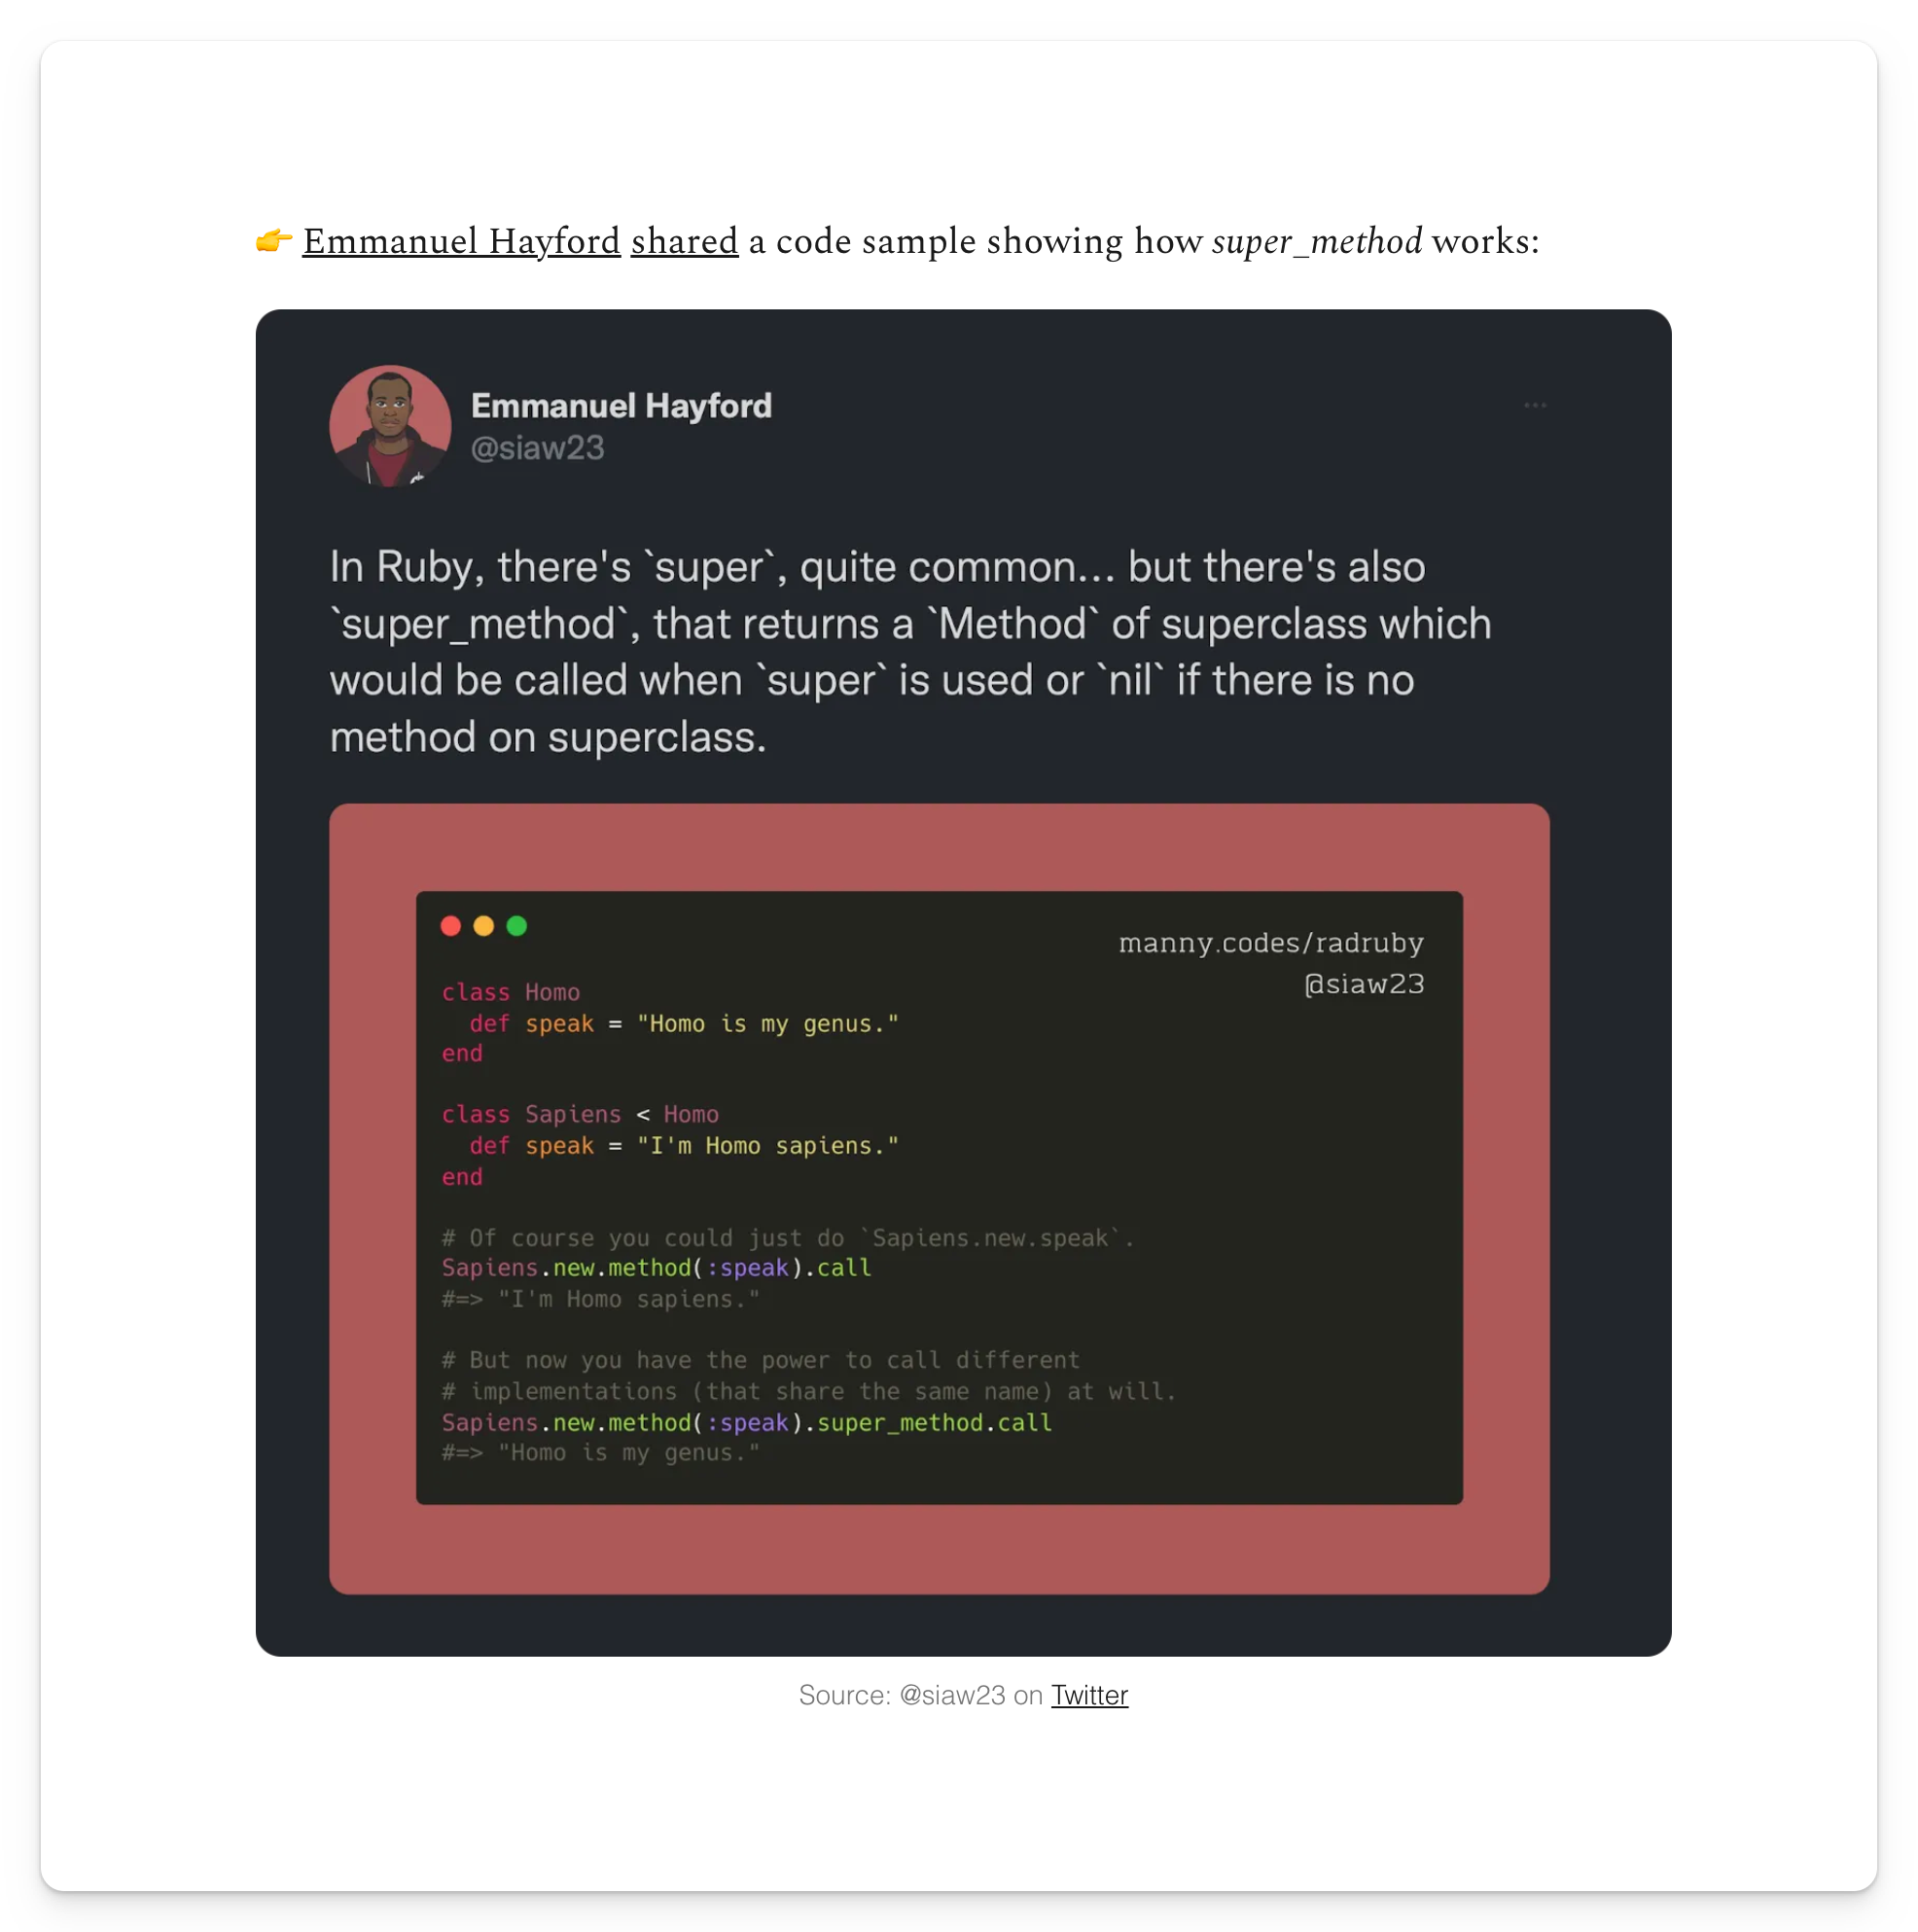 👉 Emmanuel Hayford shared a code sample showing how super_method works:
Emmanuel Hayford
@siaw23
In Ruby, there's `super`, quite common... but there's also
`super_method`, that returns a `Method` of superclass which
would be called when `super` is used or `nil` if there is no
method on superclass.
manny.codes/radruby
@siaw23
class Homo
  def speak = "Homo is my genus."
end
class Sapiens < Homo
  def speak = "I'm Homo sapiens."
end
# Of course you could just do `Sapiens.new.speak`.
Sapiens.new.method(:speak).call
#=> "I'm Homo sapiens."
# But now you have the power to call different
# implementations (that share the same name) at will.
Sapiens.new.method(:speak).super_method.call
#=> "Homo is my genus."
Source: @siaw23 on Twitter